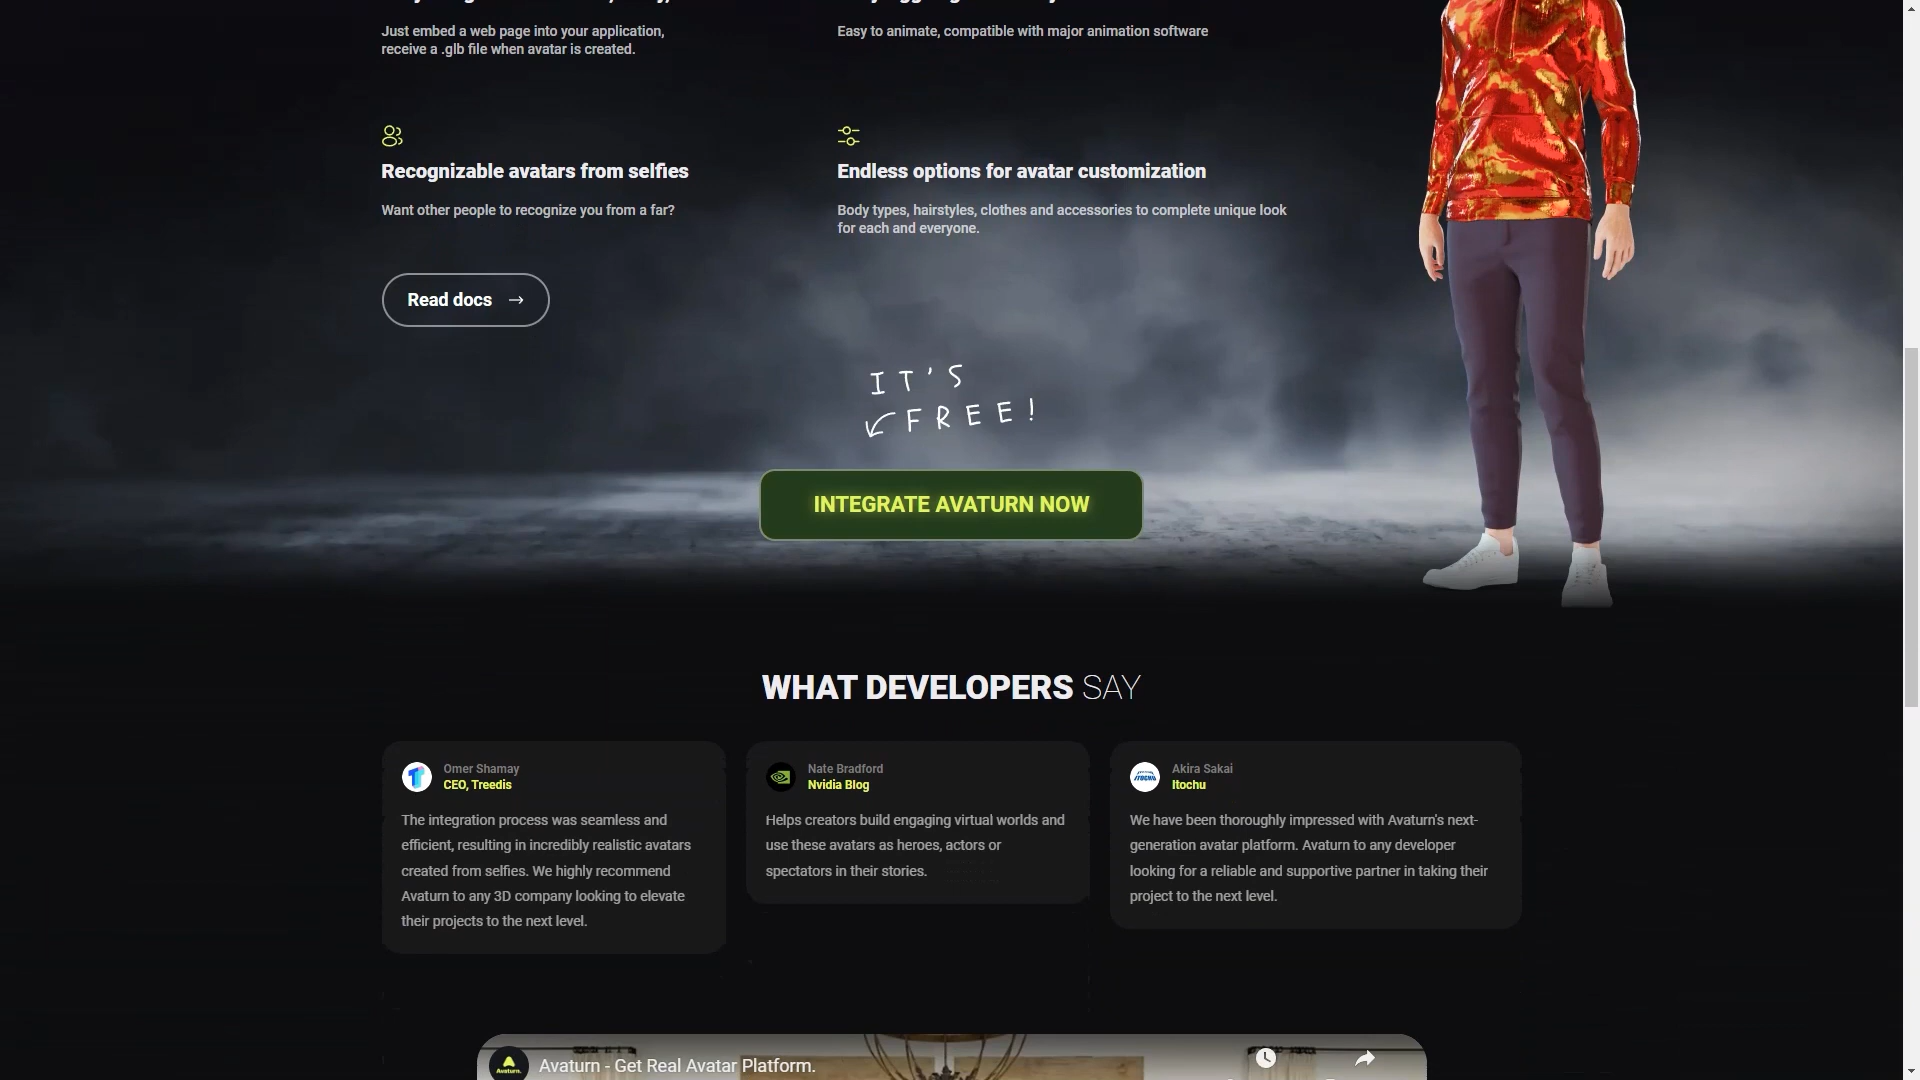 Just embed a web page into your application,
receive a .glb file when avatar is created.
Easy to animate, compatible with major animation software
Recognizable avatars from selfies
Want other people to recognize you from a far?
Endless options for avatar customization
Body types, hairstyles, clothes and accessories to complete unique look
for each and everyone.
Read docs
IT'S
FREE!
INTEGRATE AVATURN NOW
WHAT DEVELOPERS SAY
Omer Shamay
CEO, Treedis
The integration process was seamless and
efficient, resulting in incredibly realistic avatars
created from selfies. We highly recommend
Avaturn to any 3D company looking to elevate
their projects to the next level.
Nate Bradford
Nvidia Blog
Helps creators build engaging virtual worlds and
use these avatars as heroes, actors or
spectators in their stories.
ITOCHU
Akira Sakai
Itochu
We have been thoroughly impressed with Avaturn's next-
generation avatar platform. Avaturn to any developer
looking for a reliable and supportive partner in taking their
project to the next level.
Avaturn.
Avaturn - Get Real Avatar Platform.